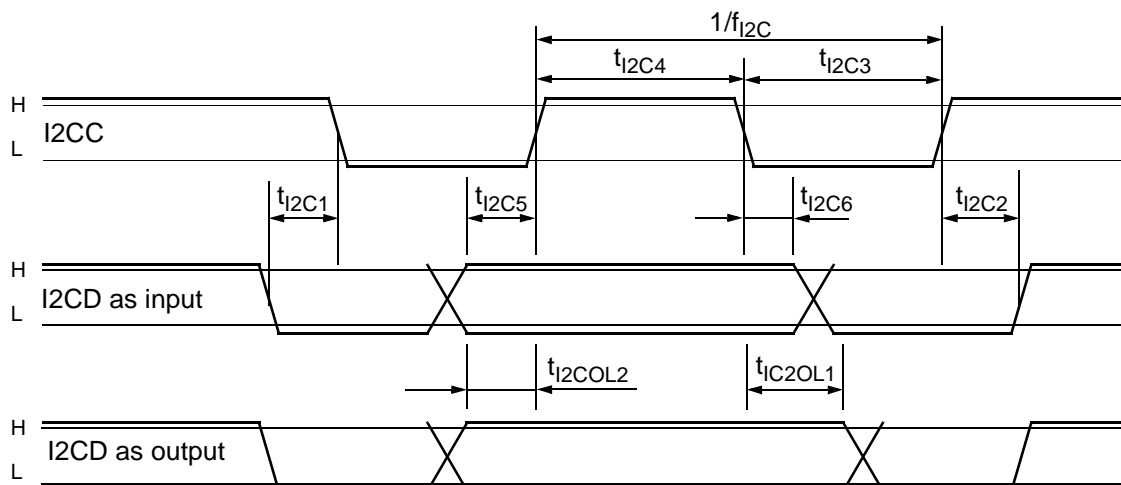 1/fI2C
tI2C4 tI2C3
H
I2CC
L
tI2C1 tI2C5 tI2C6 tI2C2
H
I2CD as input
L
tI2COL2 tIC2OL1
H
I2CD as output
L